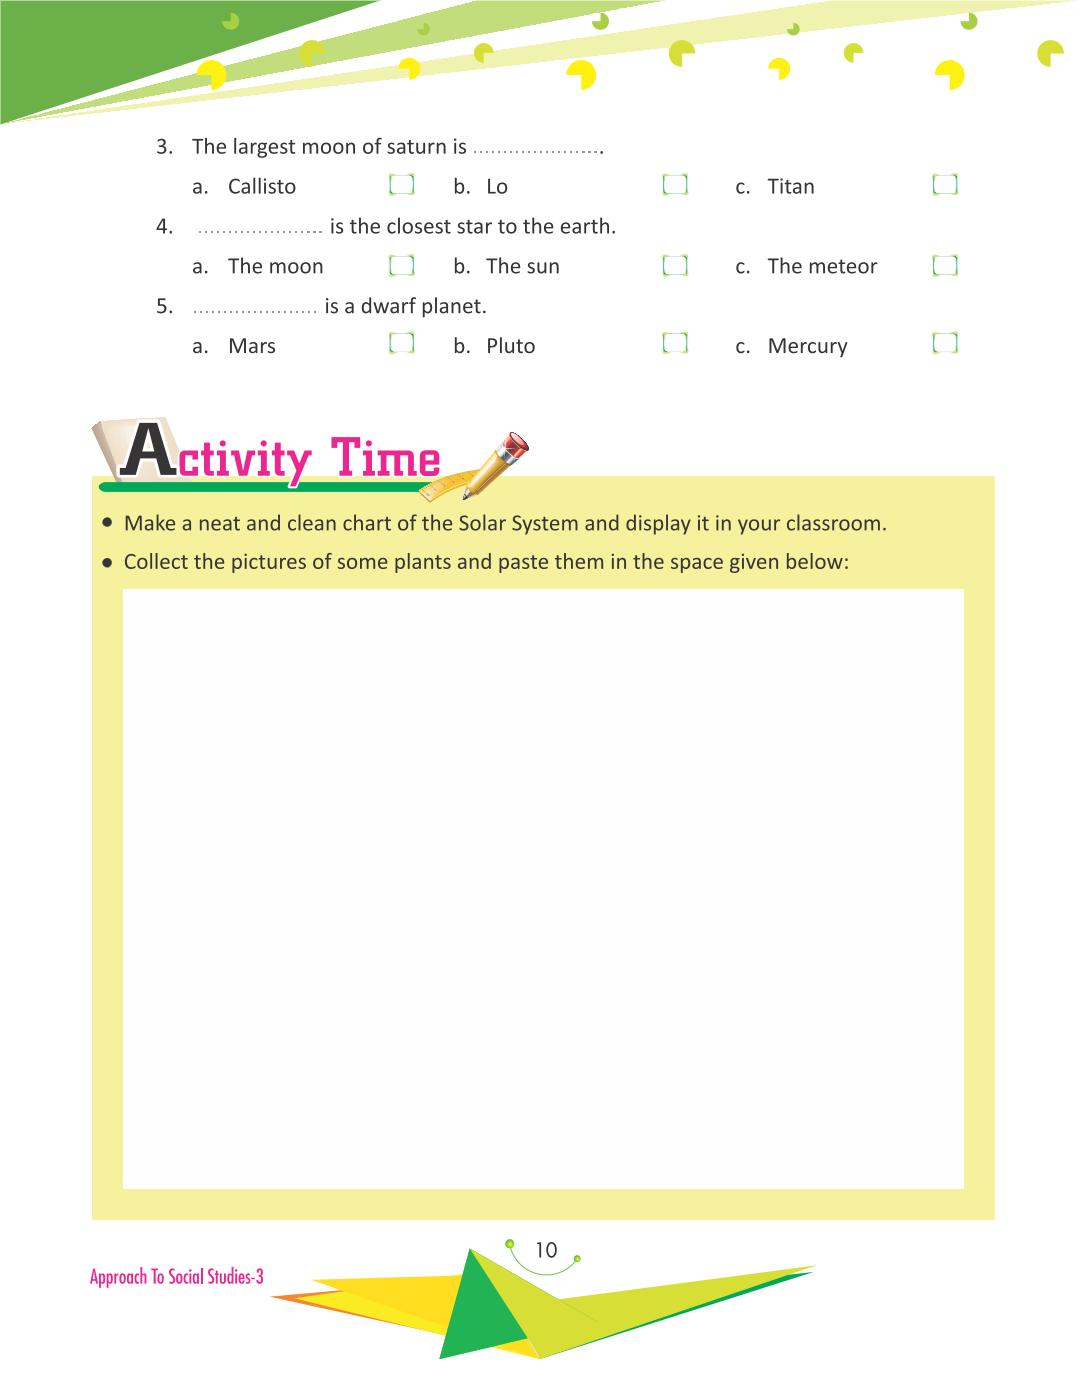 3. The largest moon of saturn is .....................
a. Callisto b. Lo c. Titan
4. ..................... is the closest star to the earth.
a. The moon b. The sun c. The meteor
5. ..................... is a dwarf planet.
a. Mars b. Pluto c. Mercury
Activity Time
• Make a neat and clean chart of the Solar System and display it in your classroom.
• Collect the pictures of some plants and paste them in the space given below:
10
Approach To Social Studies-3